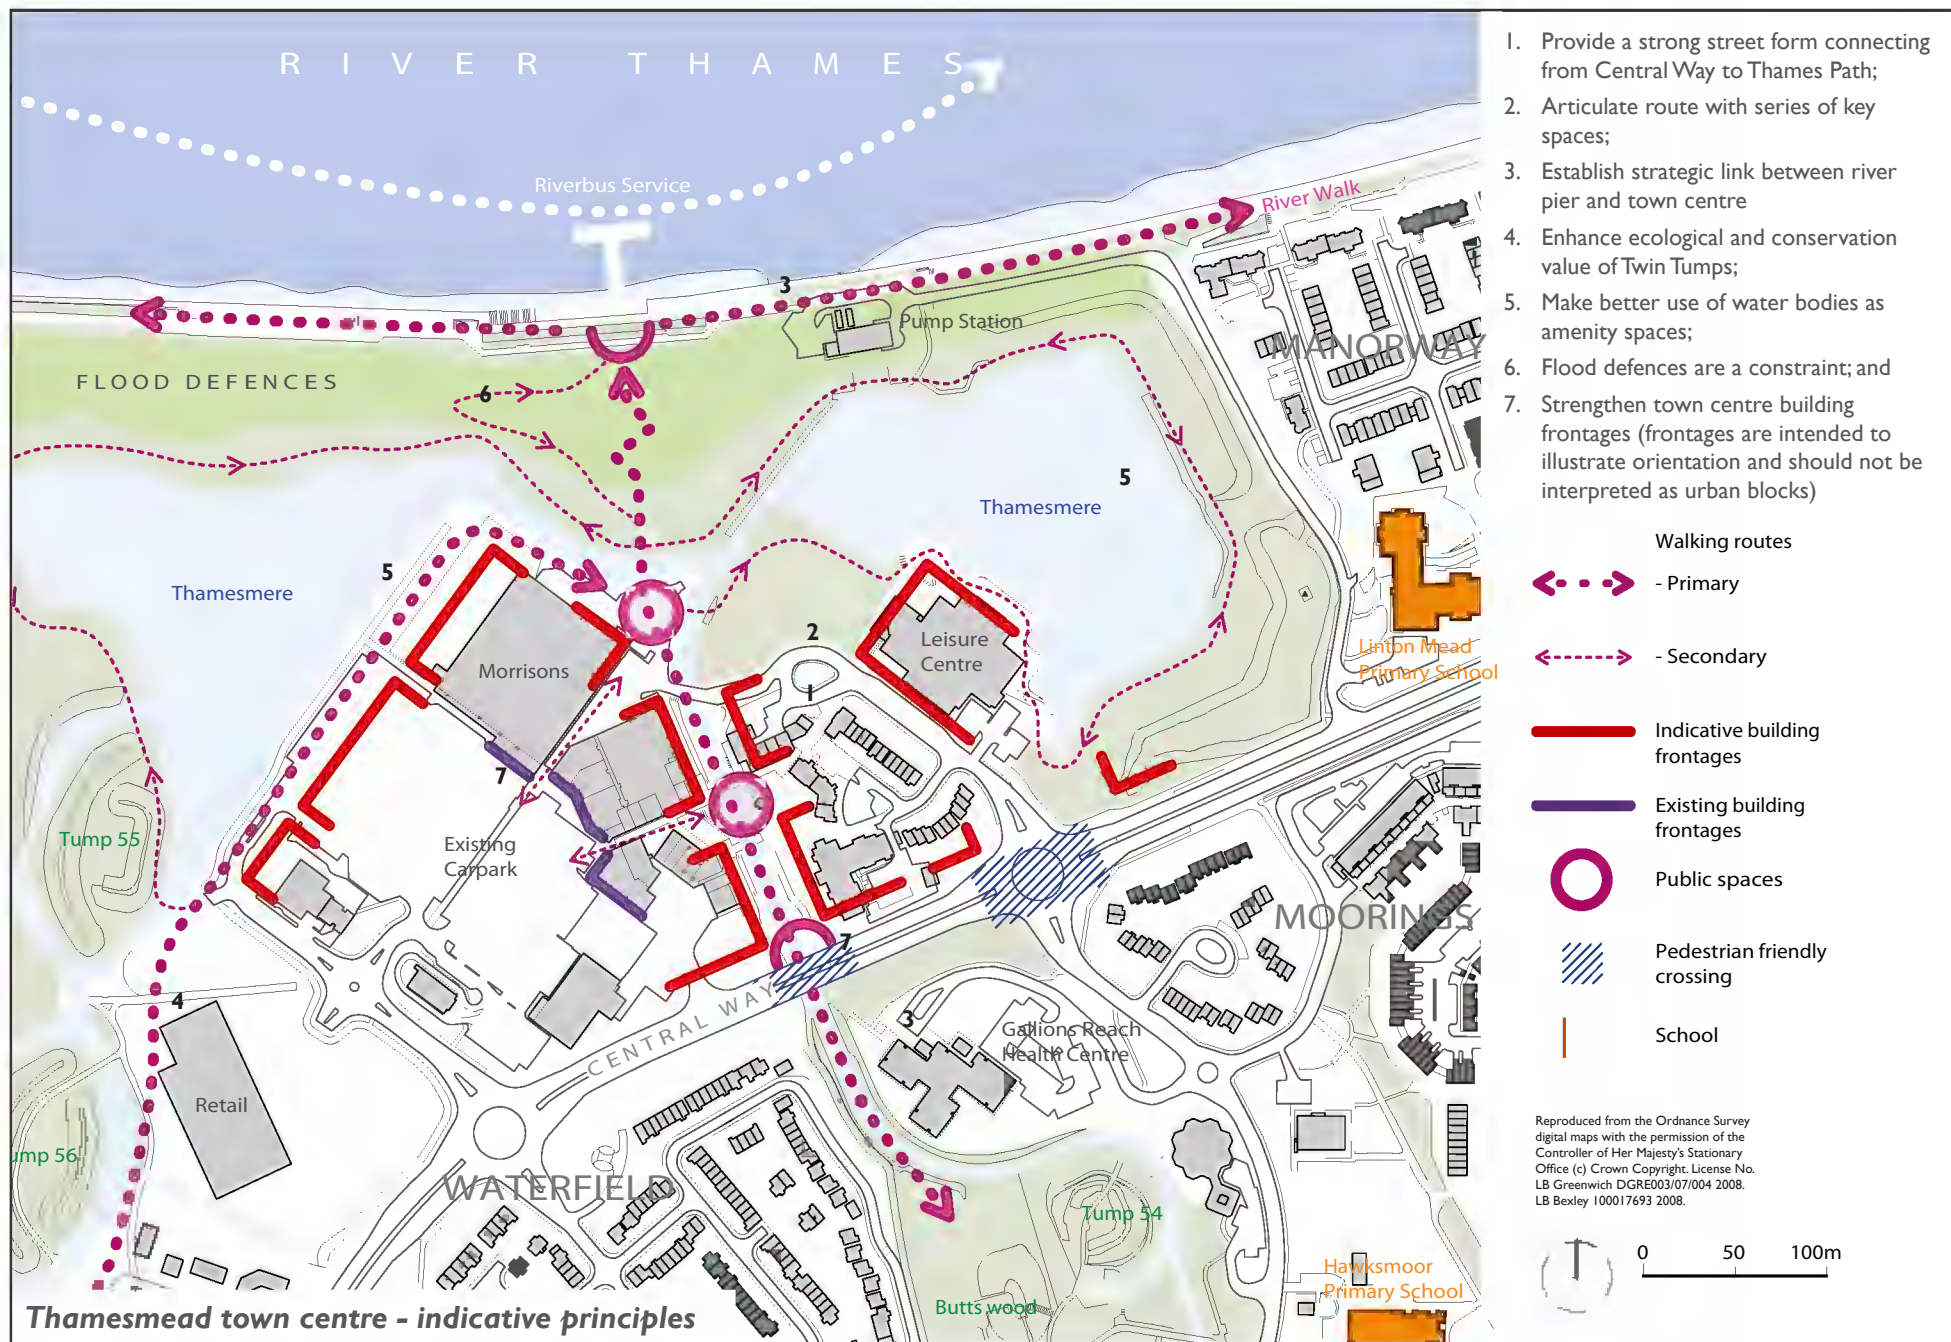 RIVER THAMES
Riverbus Service
River Walk
3
Pump Station
MANORWAY
FLOOD DEFENCES
6
5
Thamesmere
5
Thamesmere
2
Leisure
Centre
Linton Mead
Primary School
Morrisons
1
7
Tump 55
Existing
Carpark
MOORINGS
7
4
CENTRAL WAY
3
Gallions Reach
Health Centre
Retail
ump 56
WATERFIELD
Tump 54
Hawksmoor
Primary School
Butts wood
Thamesmead town centre - indicative principles
1. Provide a strong street form connecting
from Central Way to Thames Path;
2. Articulate route with series of key
spaces;
3. Establish strategic link between river
pier and town centre
4. Enhance ecological and conservation
value of Twin Tumps;
5. Make better use of water bodies as
amenity spaces;
6. Flood defences are a constraint; and
7. Strengthen town centre building
frontages (frontages are intended to
illustrate orientation and should not be
interpreted as urban blocks)
Walking routes
- Primary
- Secondary
Indicative building
frontages
Existing building
frontages
Public spaces
Pedestrian friendly
crossing
School
Reproduced from the Ordnance Survey
digital maps with the permission of the
Controller of Her Majesty's Stationary
Office (c) Crown Copyright. License No.
LB Greenwich DGRE003/07/004 2008.
LB Bexley 100017693 2008.
0 50 100m